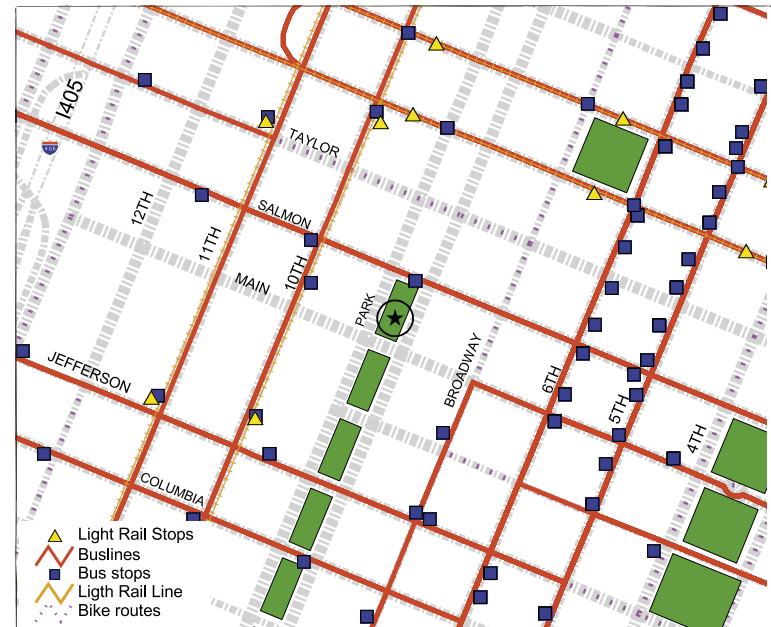 I405
405
TAYLOR
12TH
SALMON
11TH
10TH
MAIN
PARK
JEFFERSON
BROADWAY
6TH
5TH
4TH
COLUMBIA
Light Rail Stops
Buslines
Bus stops
Ligth Rail Line
Bike routes